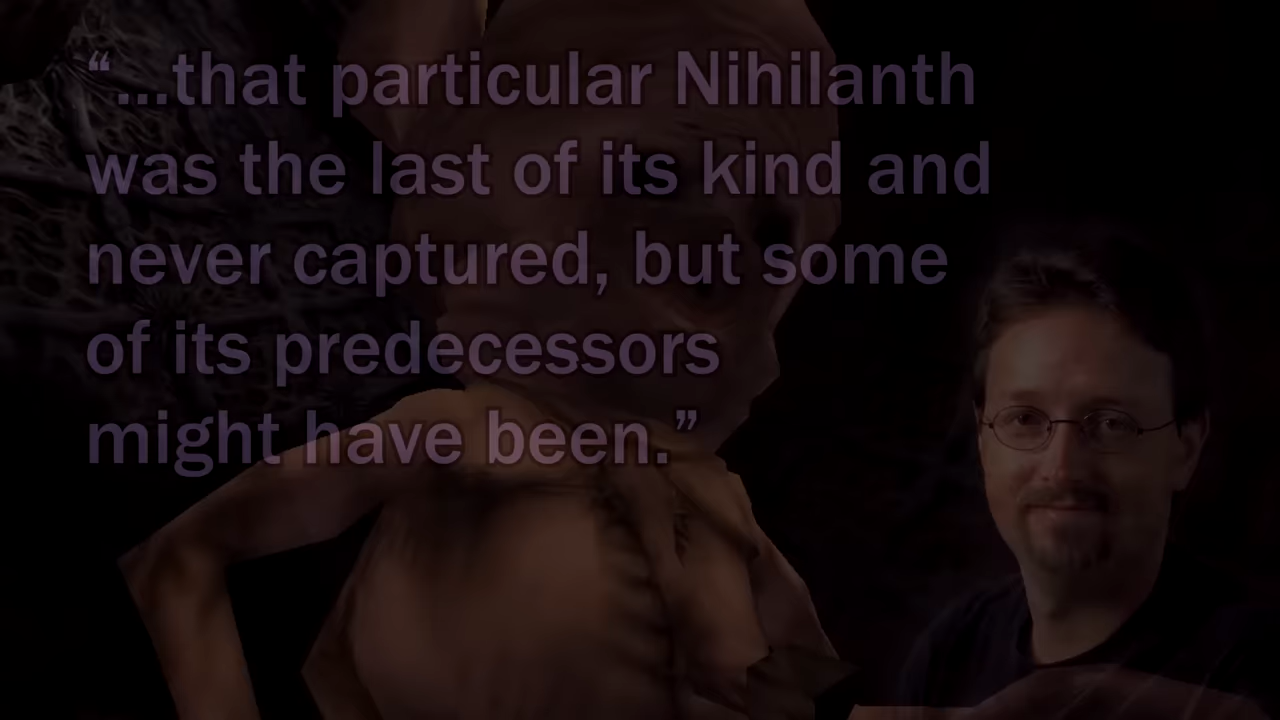 “...that particular Nihilanth
was the last of its kind and
never captured, but some
of its predecessors
might have been.”